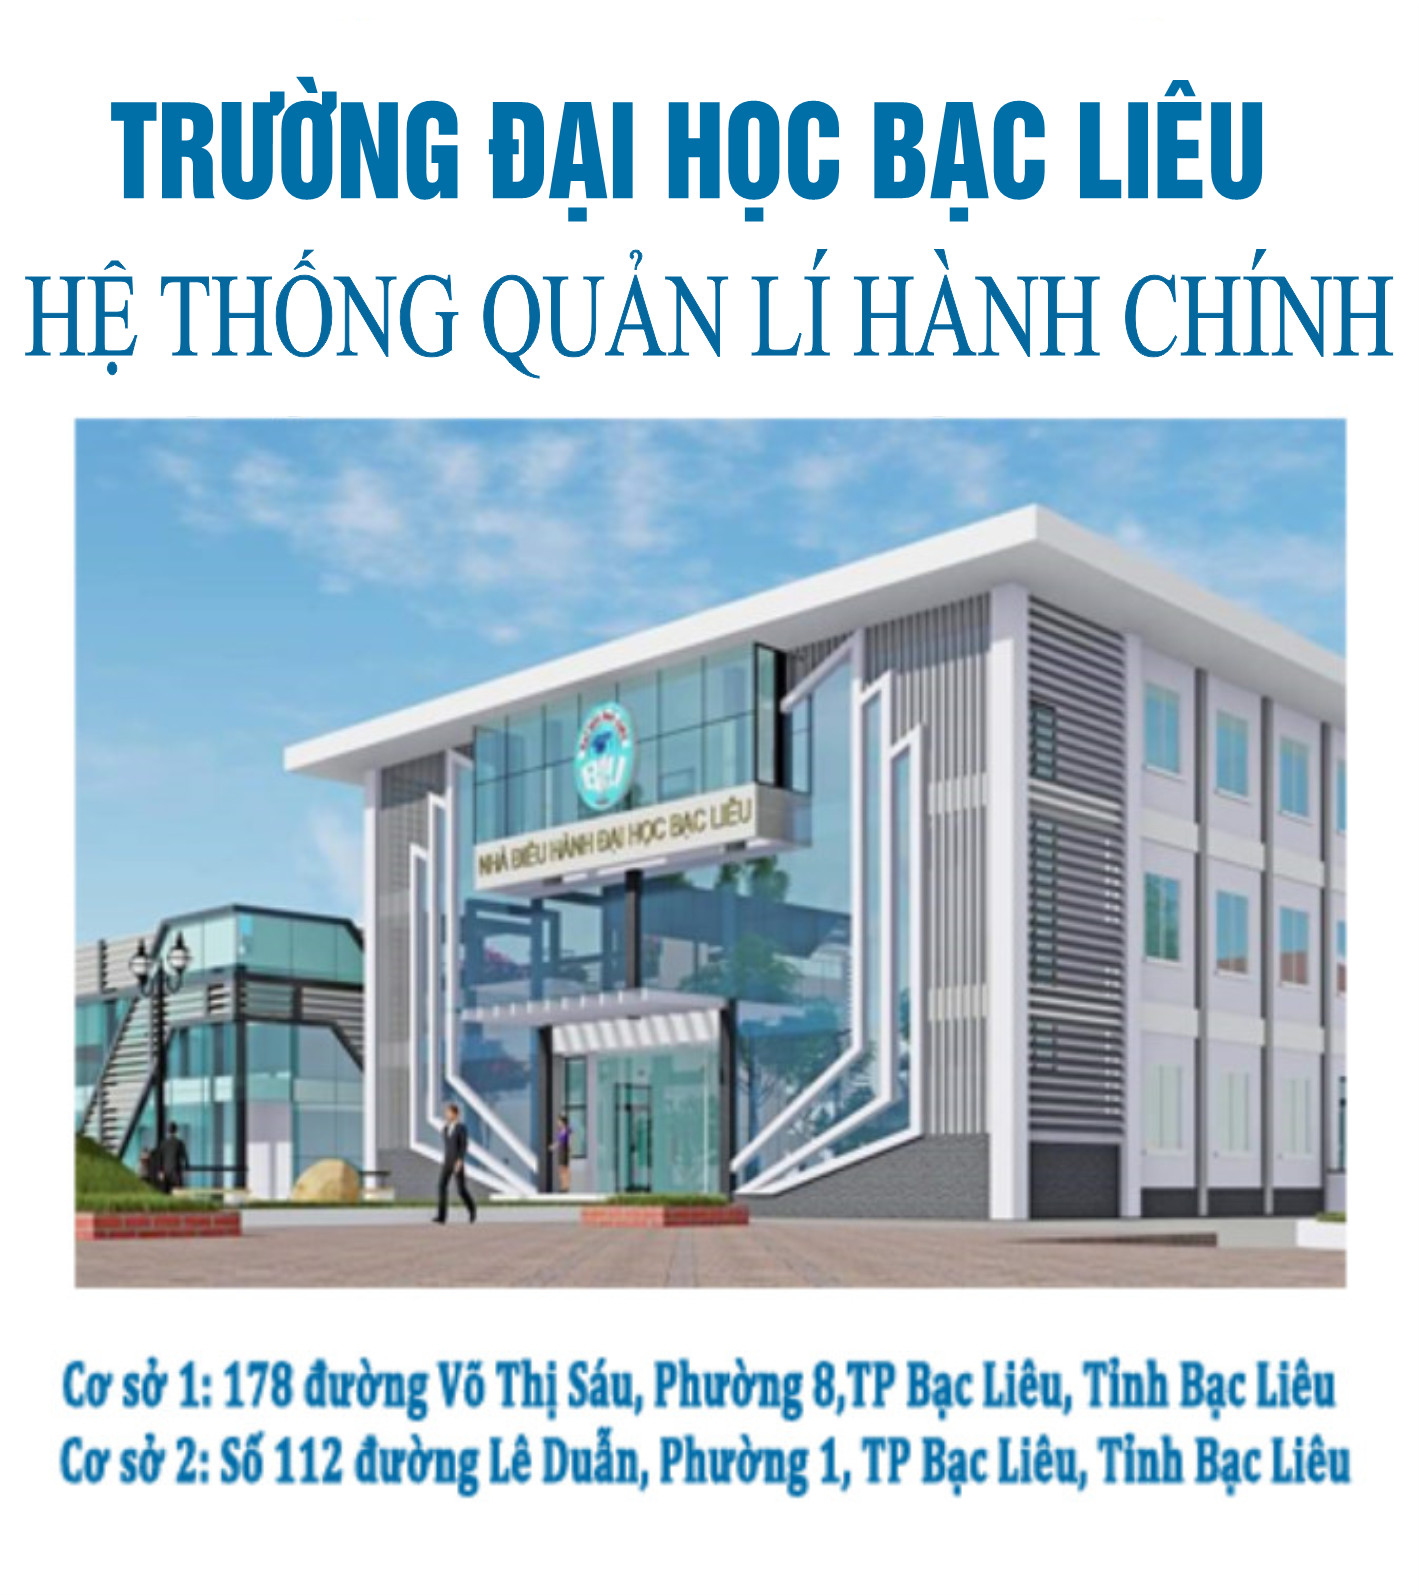 TRƯỜNG ĐẠI HỌC BẠC LIÊU
HỆ THỐNG QUẢN LÍ HÀNH CHÍNH
BLU
NHÀ ĐIỀU HÀNH ĐẠI HỌC BẠC LIÊU
Cơ sở 1: 178 đường Võ Thị Sáu, Phường 8,TP Bạc Liêu, Tỉnh Bạc Liêu
Cơ sở 2: Số 112 đường Lê Duẫn, Phường 1, TP Bạc Liêu, Tỉnh Bạc Liêu